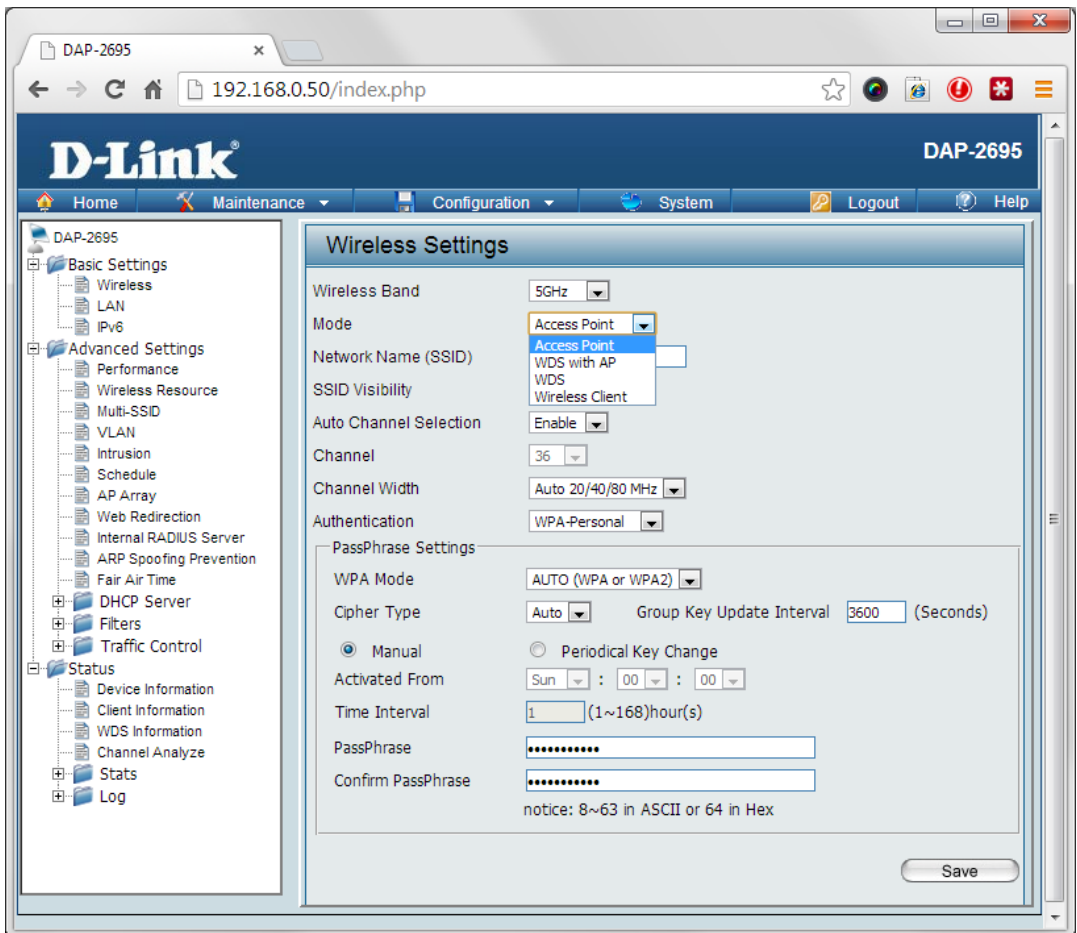 DAP-2695
192.168.0.50/index.php
D-Link®
DAP-2695
Home Maintenance Configuration System Logout Help
DAP-2695
Basic Settings
Wireless
LAN
IPv6
Advanced Settings
Performance
Wireless Resource
Multi-SSID
VLAN
Intrusion
Schedule
AP Array
Web Redirection
Internal RADIUS Server
ARP Spoofing Prevention
Fair Air Time
DHCP Server
Filters
Traffic Control
Status
Device Information
Client Information
WDS Information
Channel Analyze
Stats
Log
Wireless Settings
Wireless Band 5GHz
Mode Access Point
Access Point
WDS with AP
WDS
Wireless Client
Network Name (SSID)
SSID Visibility
Auto Channel Selection Enable
Channel 36
Channel Width Auto 20/40/80 MHz
Authentication WPA-Personal
PassPhrase Settings
WPA Mode AUTO (WPA or WPA2)
Cipher Type Auto Group Key Update Interval 3600 (Seconds)
Manual Periodical Key Change
Activated From Sun : 00 : 00
Time Interval 1 (1~168)hour(s)
PassPhrase •••••••••••
Confirm PassPhrase •••••••••••
notice: 8~63 in ASCII or 64 in Hex
Save